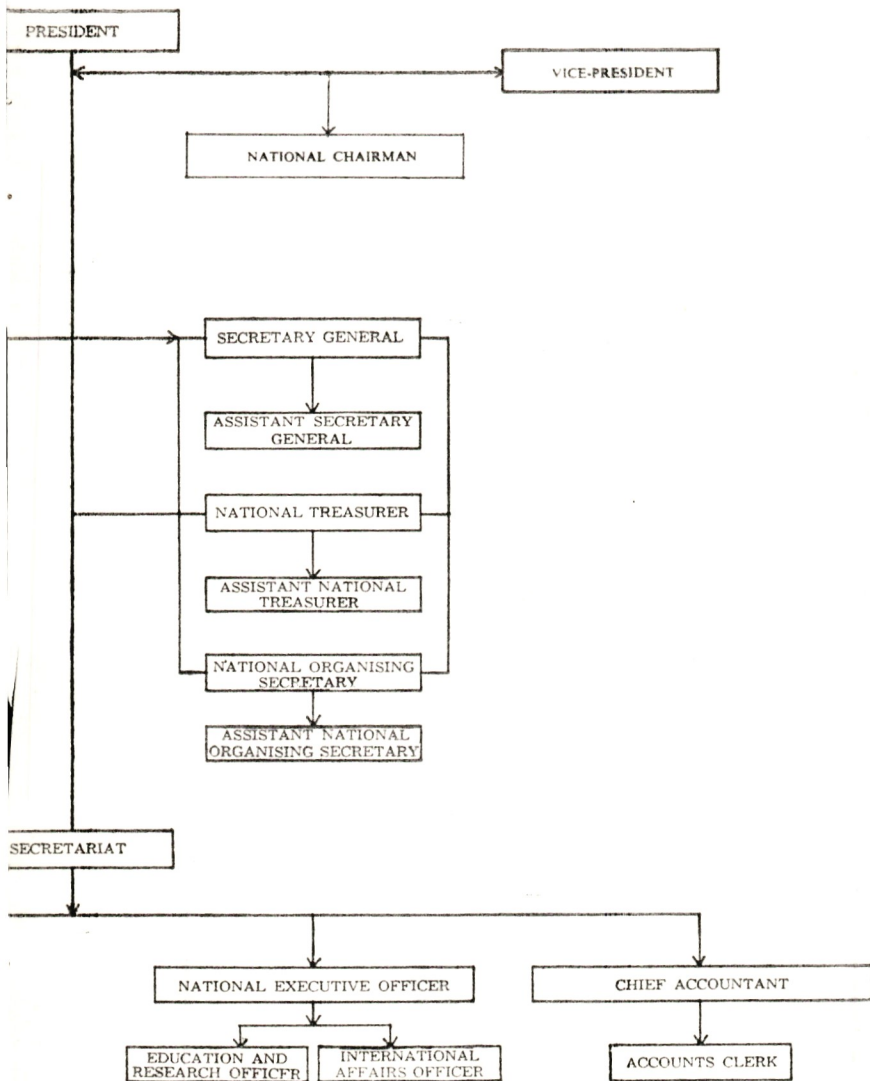 PRESIDENT
VICE-PRESIDENT
NATIONAL CHAIRMAN
SECRETARY GENERAL
ASSISTANT SECRETARY
GENERAL
NATIONAL TREASURER
ASSISTANT NATIONAL
TREASURER
NATIONAL ORGANISING
SECRETARY
ASSISTANT NATIONAL
ORGANISING SECRETARY
SECRETARIAT
NATIONAL EXECUTIVE OFFICER
CHIEF ACCOUNTANT
EDUCATION AND
RESEARCH OFFICER
INTERNATIONAL
AFFAIRS OFFICER
ACCOUNTS CLERK